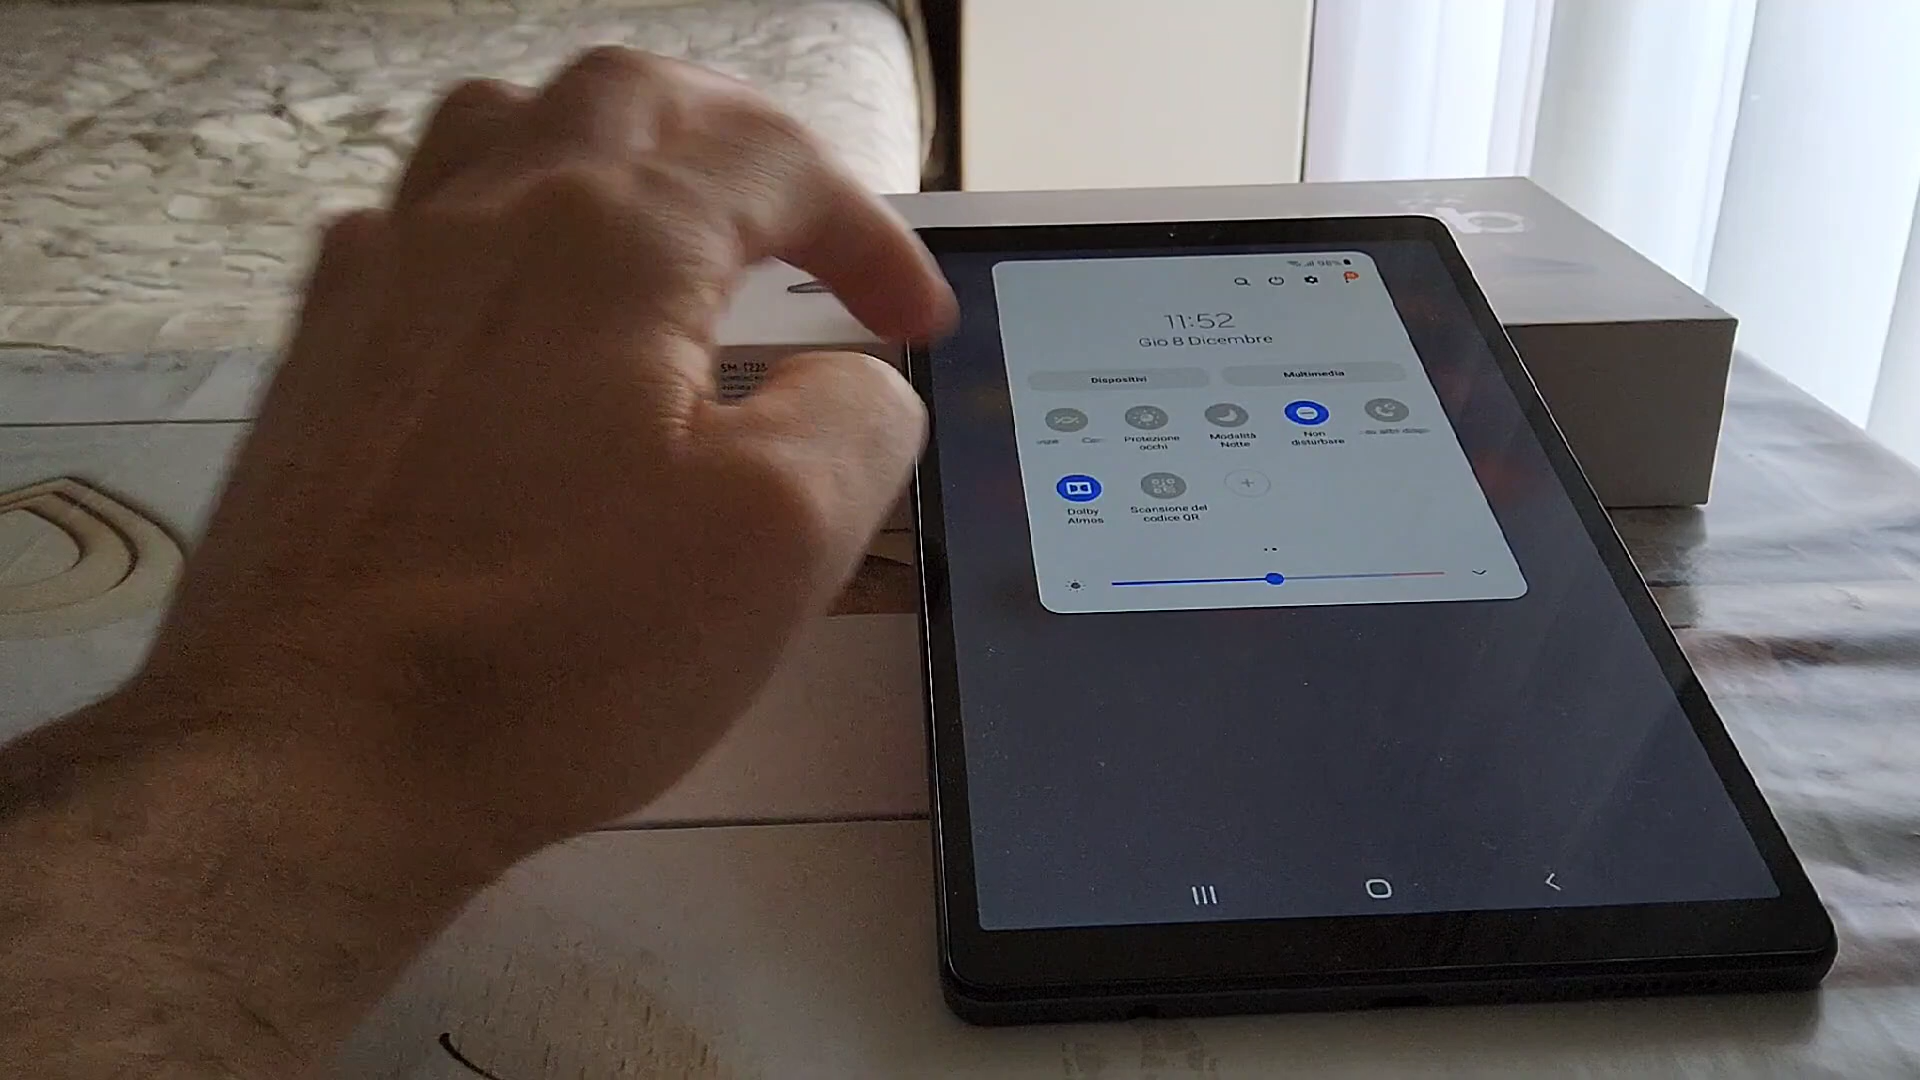 98%
11:52
Gio 8 Dicembre
Dispositivi
Multimedia
Protezione
occhi
Modalità
Notte
Non
disturbare
Dolby
Atmos
Scansione del
codice QR